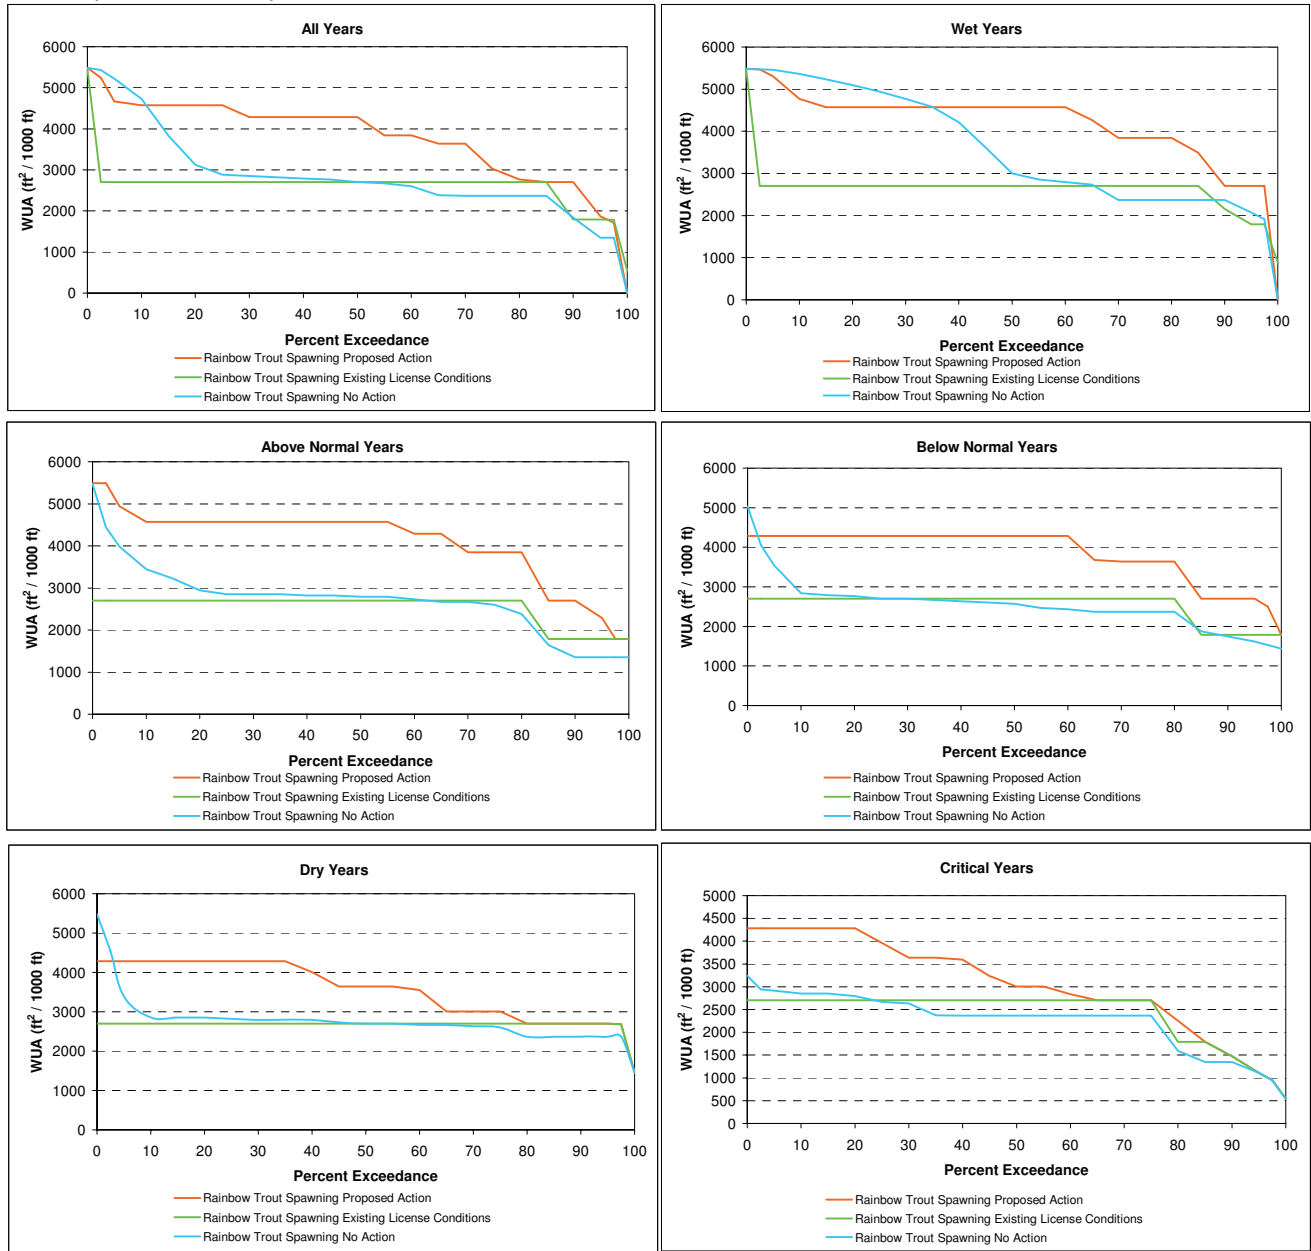 All Years
WUA (ft² / 1000 ft)
6000
5000
4000
3000
2000
1000
0
0 10 20 30 40 50 60 70 80 90 100
Percent Exceedance
Rainbow Trout Spawning Proposed Action
Rainbow Trout Spawning Existing License Conditions
Rainbow Trout Spawning No Action
Wet Years
WUA (ft² / 1000 ft)
6000
5000
4000
3000
2000
1000
0
0 10 20 30 40 50 60 70 80 90 100
Percent Exceedance
Rainbow Trout Spawning Proposed Action
Rainbow Trout Spawning Existing License Conditions
Rainbow Trout Spawning No Action
Above Normal Years
WUA (ft² / 1000 ft)
6000
5000
4000
3000
2000
1000
0
0 10 20 30 40 50 60 70 80 90 100
Percent Exceedance
Rainbow Trout Spawning Proposed Action
Rainbow Trout Spawning Existing License Conditions
Rainbow Trout Spawning No Action
Below Normal Years
WUA (ft² / 1000 ft)
6000
5000
4000
3000
2000
1000
0
0 10 20 30 40 50 60 70 80 90 100
Percent Exceedance
Rainbow Trout Spawning Proposed Action
Rainbow Trout Spawning Existing License Conditions
Rainbow Trout Spawning No Action
Dry Years
WUA (ft² / 1000 ft)
6000
5000
4000
3000
2000
1000
0
0 10 20 30 40 50 60 70 80 90 100
Percent Exceedance
Rainbow Trout Spawning Proposed Action
Rainbow Trout Spawning Existing License Conditions
Rainbow Trout Spawning No Action
Critical Years
WUA (ft² / 1000 ft)
5000
4500
4000
3500
3000
2500
2000
1500
1000
500
0
0 10 20 30 40 50 60 70 80 90 100
Percent Exceedance
Rainbow Trout Spawning Proposed Action
Rainbow Trout Spawning Existing License Conditions
Rainbow Trout Spawning No Action